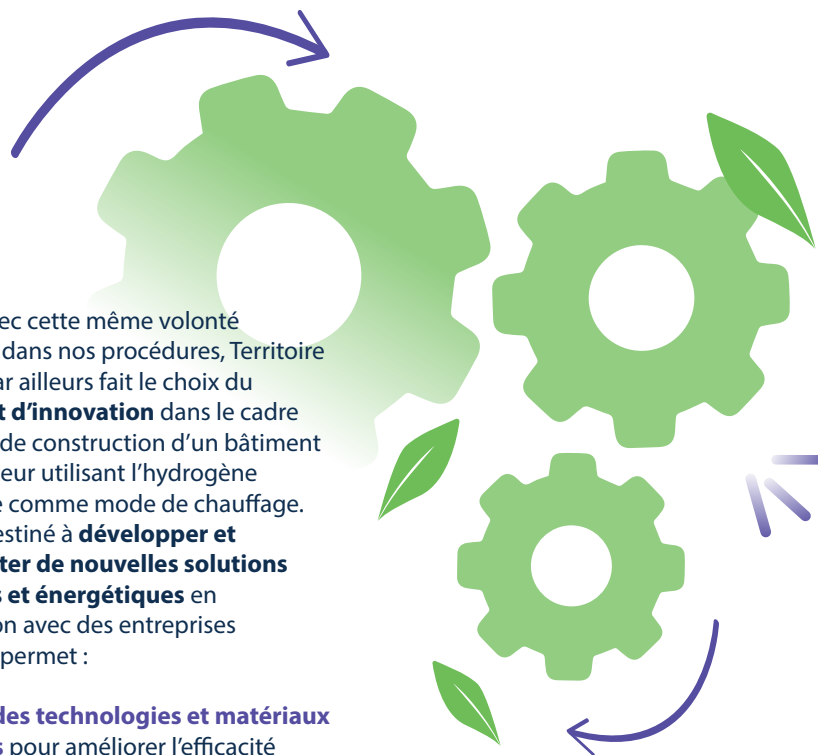 ec cette même volonté
dans nos procédures, Territoire
ar ailleurs fait le choix du
t d’innovation dans le cadre
de construction d’un bâtiment
eur utilisant l’hydrogène
e comme mode de chauffage.
estiné à développer et
ter de nouvelles solutions
s et énergétiques en
on avec des entreprises
permet :
des technologies et matériaux
s pour améliorer l’efficacité